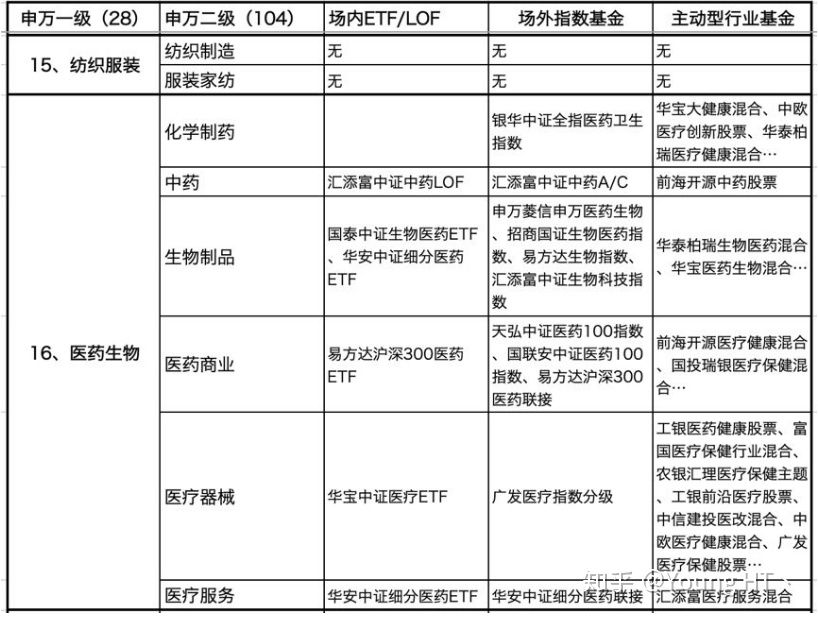 申万一级（28）
申万二级（104）
场内ETF/LOF
场外指数基金
主动型行业基金
15、纺织服装
纺织制造
无
无
无
服装家纺
无
无
无
16、医药生物
化学制药
银华中证全指医药卫生
指数
华宝大健康混合、中欧
医疗创新股票、华泰柏
瑞医疗健康混合…
中药
汇添富中证中药LOF
汇添富中证中药A/C
前海开源中药股票
生物制品
国泰中证生物医药ETF
、华安中证细分医药
ETF
申万菱信申万医药生物
、招商国证生物医药指
数、易方达生物指数、
汇添富中证生物科技指
数
华泰柏瑞生物医药混合
、华宝医药生物混合…
医药商业
易方达沪深300医药
ETF
天弘中证医药100指数
、国联安中证医药100
指数、易方达沪深300
医药联接
前海开源医疗健康混合
、国投瑞银医疗保健混
合…
医疗器械
华宝中证医疗ETF
广发医疗指数分级
工银医药健康股票、富
国医疗保健行业混合、
农银汇理医疗保健主题
、工银前沿医疗股票、
中信建投医改混合、中
欧医疗健康混合、广发
医疗保健股票…
医疗服务
华安中证细分医药ETF
华安中证细分医药联接
汇添富医疗服务混合
知乎 @Young HT丶